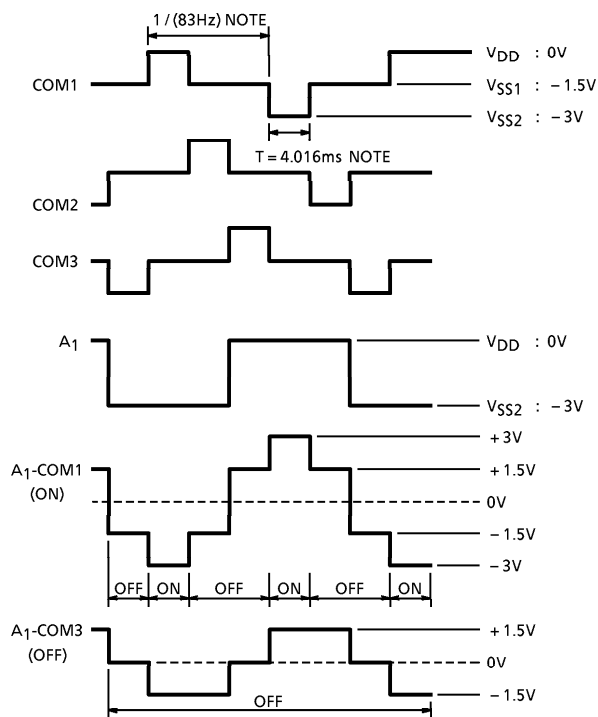 1 / (83Hz) NOTE
VDD : 0V
COM1
VSS1 : −1.5V
VSS2 : −3V
T = 4.016ms NOTE
COM2
COM3
A1
VDD : 0V
VSS2 : −3V
+3V
A1-COM1
(ON)
+1.5V
0V
−1.5V
−3V
OFF ON OFF ON OFF ON
A1-COM3
(OFF)
+1.5V
0V
−1.5V
OFF